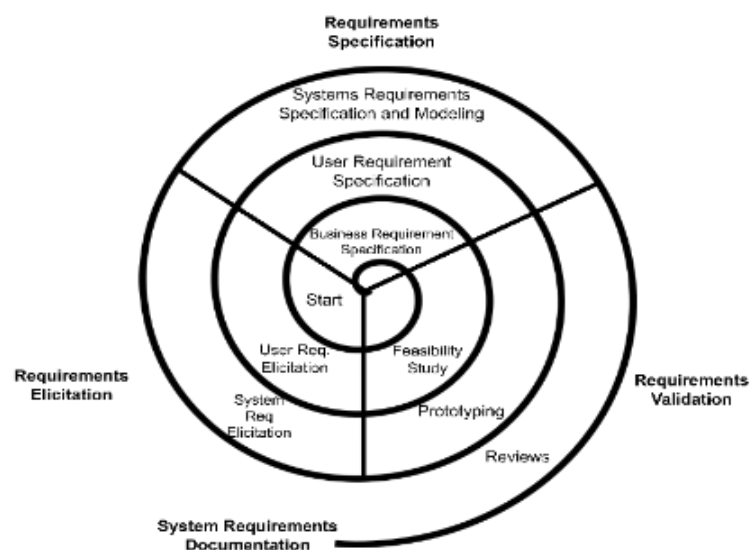 Requirements
Specification
Systems Requirements
Specification and Modeling
User Requirement
Specification
Business Requirement
Specification
Start
User Req.
Elicitation
Feasibility
Study
Requirements
Elicitation
Requirements
Validation
System
Req
Elicitation
Prototyping
Reviews
System Requirements
Documentation